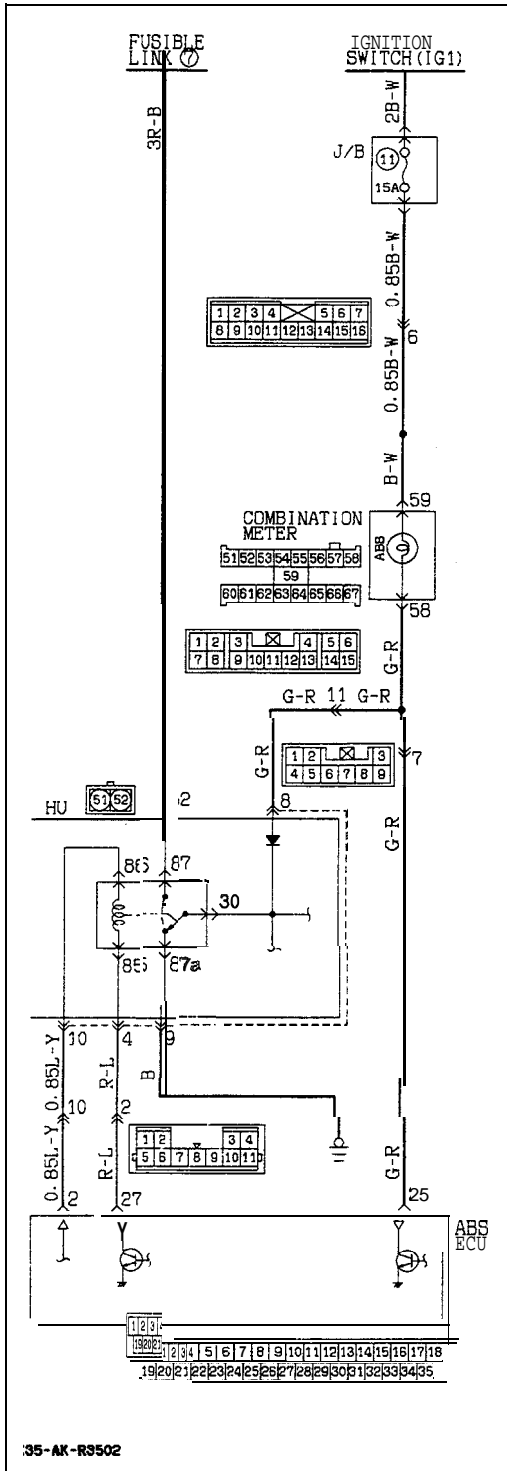 FUSIBLE
LINK 7
IGNITION
SWITCH(IG1)
3R-B
2B-W
J/B
11
15A
0.85B-W
1 2 3 4 5 6 7
8 9 10 11 12 13 14 15 16
6
0.85B-W
B-W
59
COMBINATION
METER
ABB
51 52 53 54 55 56 57 58
59
60 61 62 63 64 65 66 67
58
1 2 3 4 5 6
7 8 9 10 11 12 13 14 15
G-R
G-R 11 G-R
G-R
1 2 3
4 5 6 7 8 9
7
8
HU
51 52
G-R
86
87
30
85
87a
10
4
9
0.85L-Y
R-L
B
10
2
1 2 3 4
5 6 7 8 9 10 11
0.85L-Y
R-L
G-R
2
27
25
ABS
ECU
1 2 3
19 20 21
1 2 3 4 5 6 7 8 9 10 11 12 13 14 15 16 17 18
19 20 21 22 23 24 25 26 27 28 29 30 31 32 33 34 35
35-AK-R3502